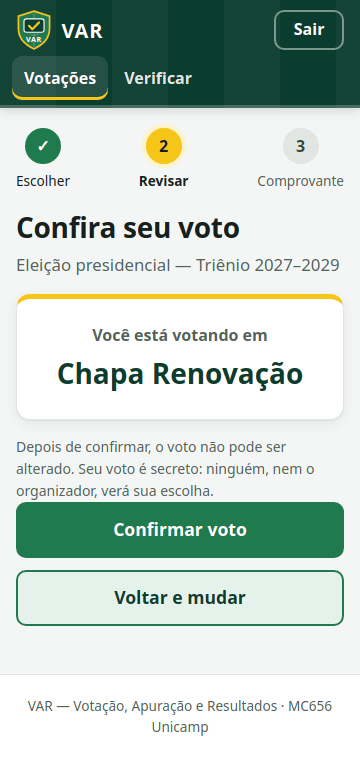 VAR
VAR
Sair
Votações
Verificar
✓
2
3
Escolher
Revisar
Comprovante
Confira seu voto
Eleição presidencial — Triênio 2027–2029
Você está votando em
Chapa Renovação
Depois de confirmar, o voto não pode ser
alterado. Seu voto é secreto: ninguém, nem o
organizador, verá sua escolha.
Confirmar voto
Voltar e mudar
VAR — Votação, Apuração e Resultados · MC656
Unicamp